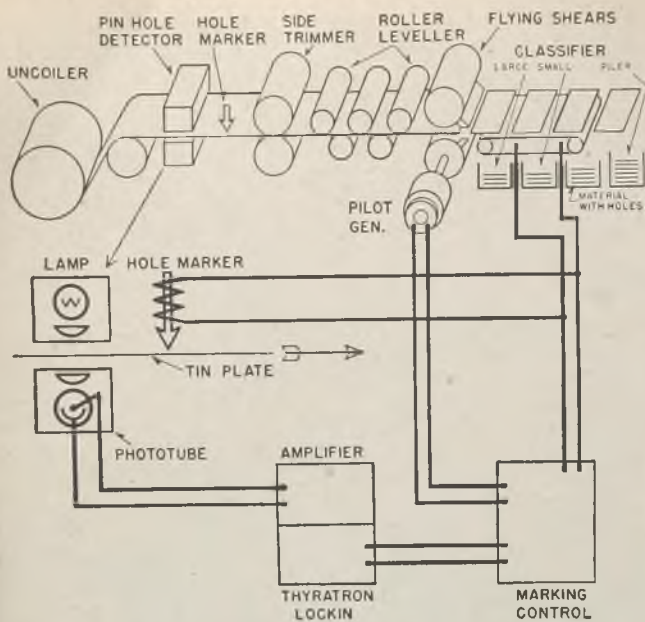 PIN HOLE
DETECTOR
HOLE
MARKER
SIDE
TRIMMER
ROLLER
LEVELLER
FLYING SHEARS
CLASSIFIER
LARGE SMALL
PILER
UNCOILER
PILOT
GEN.
MATERIAL
WITH HOLES
LAMP
HOLE MARKER
TIN PLATE
PHOTOTUBE
AMPLIFIER
THYRATRON
LOCKIN
MARKING
CONTROL